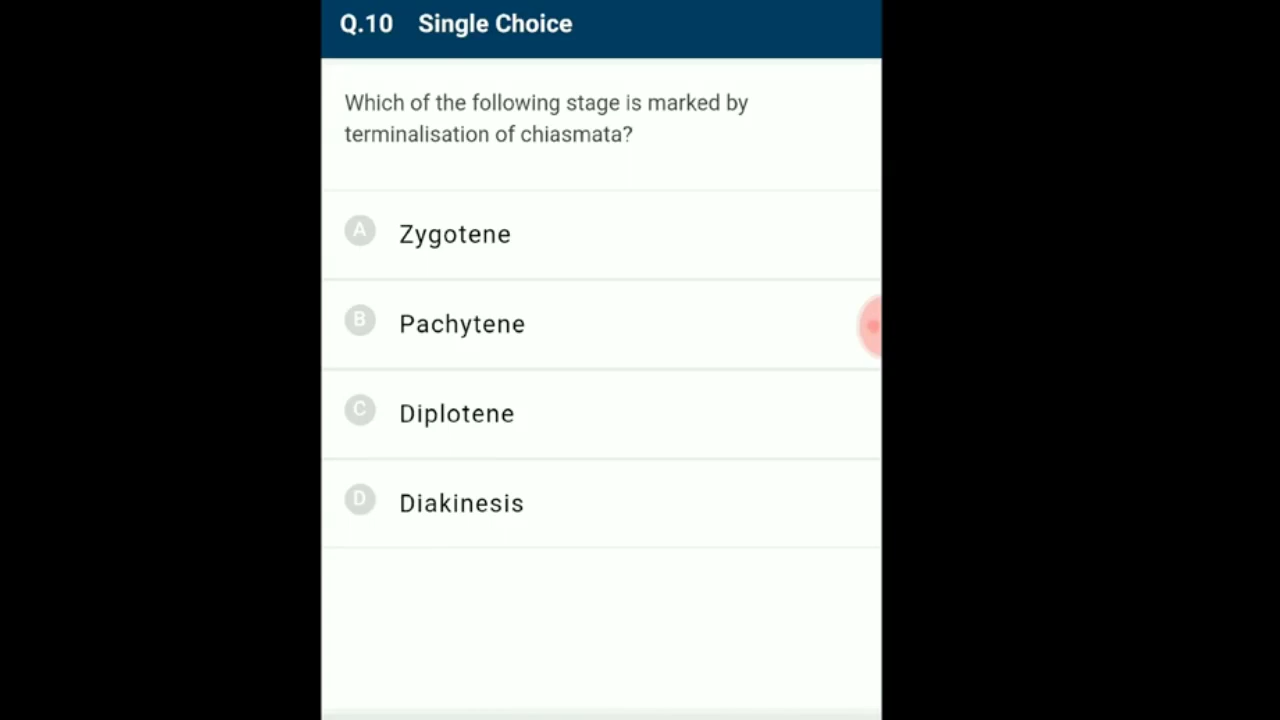 Q.10 Single Choice
Which of the following stage is marked by
terminalisation of chiasmata?
A Zygotene
B Pachytene
C Diplotene
D Diakinesis